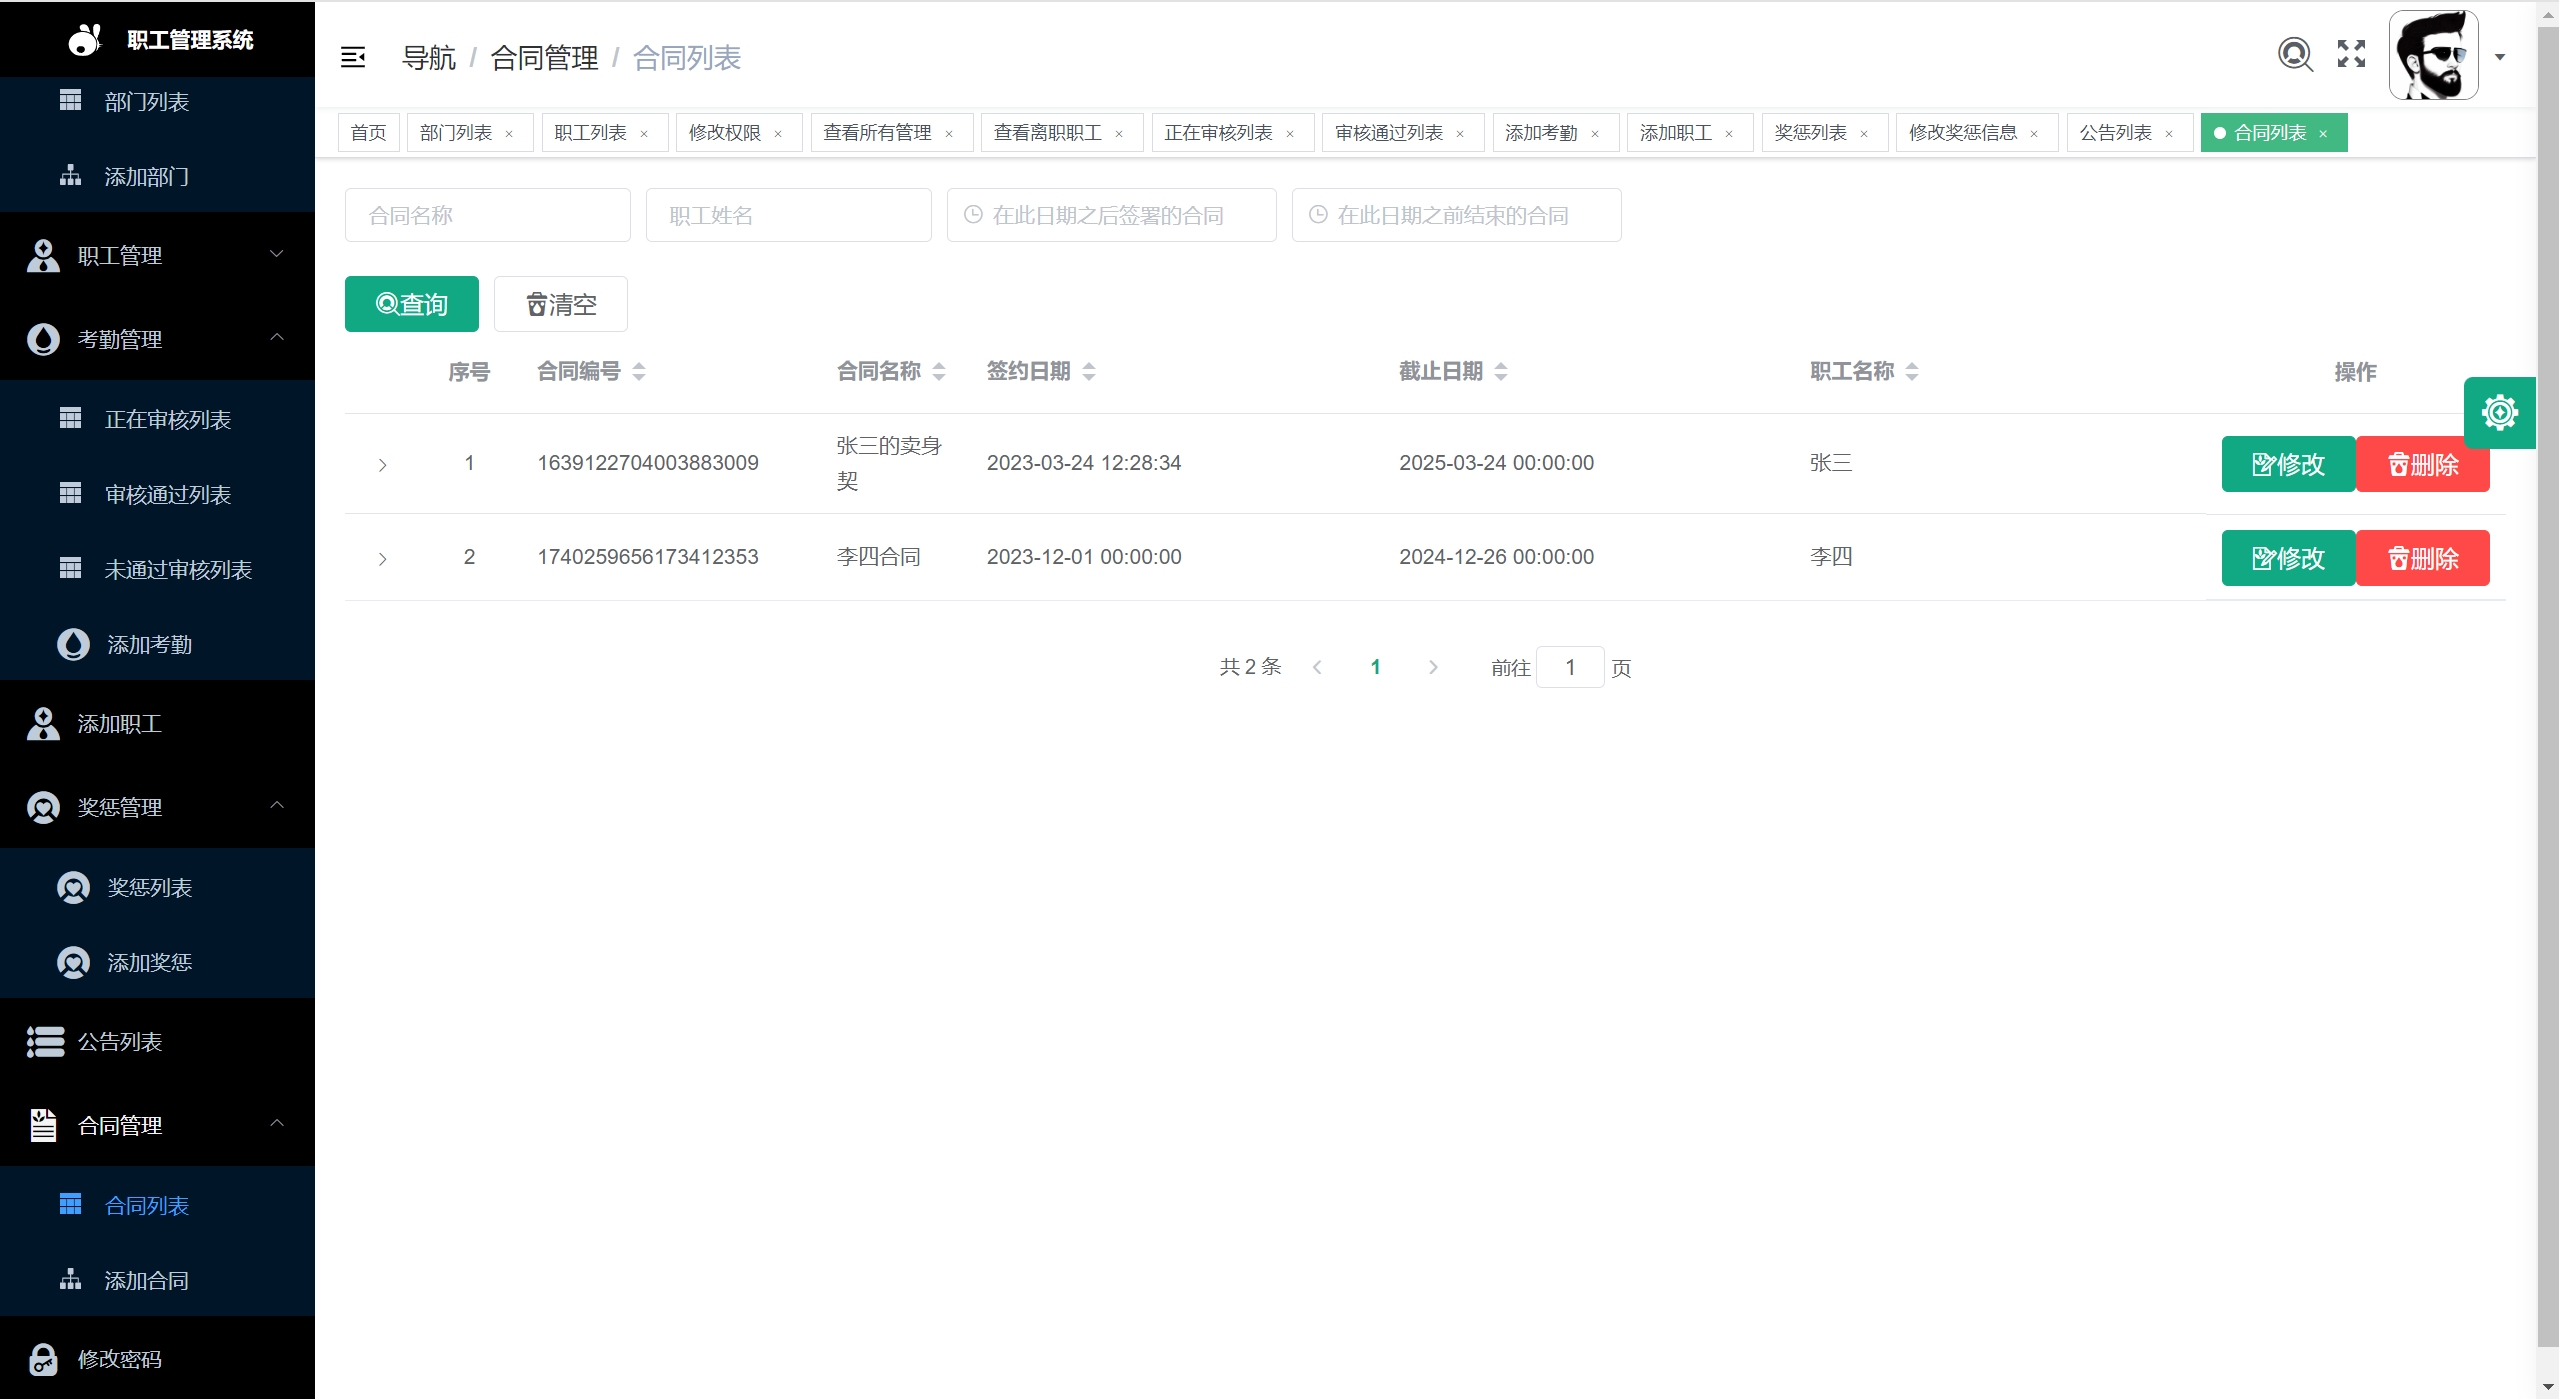 职工管理系统
部门列表
添加部门
职工管理
考勤管理
正在审核列表
审核通过列表
未通过审核列表
添加考勤
添加职工
奖惩管理
奖惩列表
添加奖惩
公告列表
合同管理
合同列表
添加合同
修改密码
导航 / 合同管理 / 合同列表
首页 部门列表 × 职工列表 × 修改权限 × 查看所有管理 × 查看离职职工 × 正在审核列表 × 审核通过列表 × 添加考勤 × 添加职工 × 奖惩列表 × 修改奖惩信息 × 公告列表 × 合同列表 ×
合同名称 职工姓名 在此日期之后签署的合同 在此日期之前结束的合同
查询 清空
序号 合同编号 合同名称 签约日期 截止日期 职工名称 操作
1 1639122704003883009 张三的卖身契 2023-03-24 12:28:34 2025-03-24 00:00:00 张三 修改 删除
2 1740259656173412353 李四合同 2023-12-01 00:00:00 2024-12-26 00:00:00 李四 修改 删除
共 2 条 1 前往 1 页